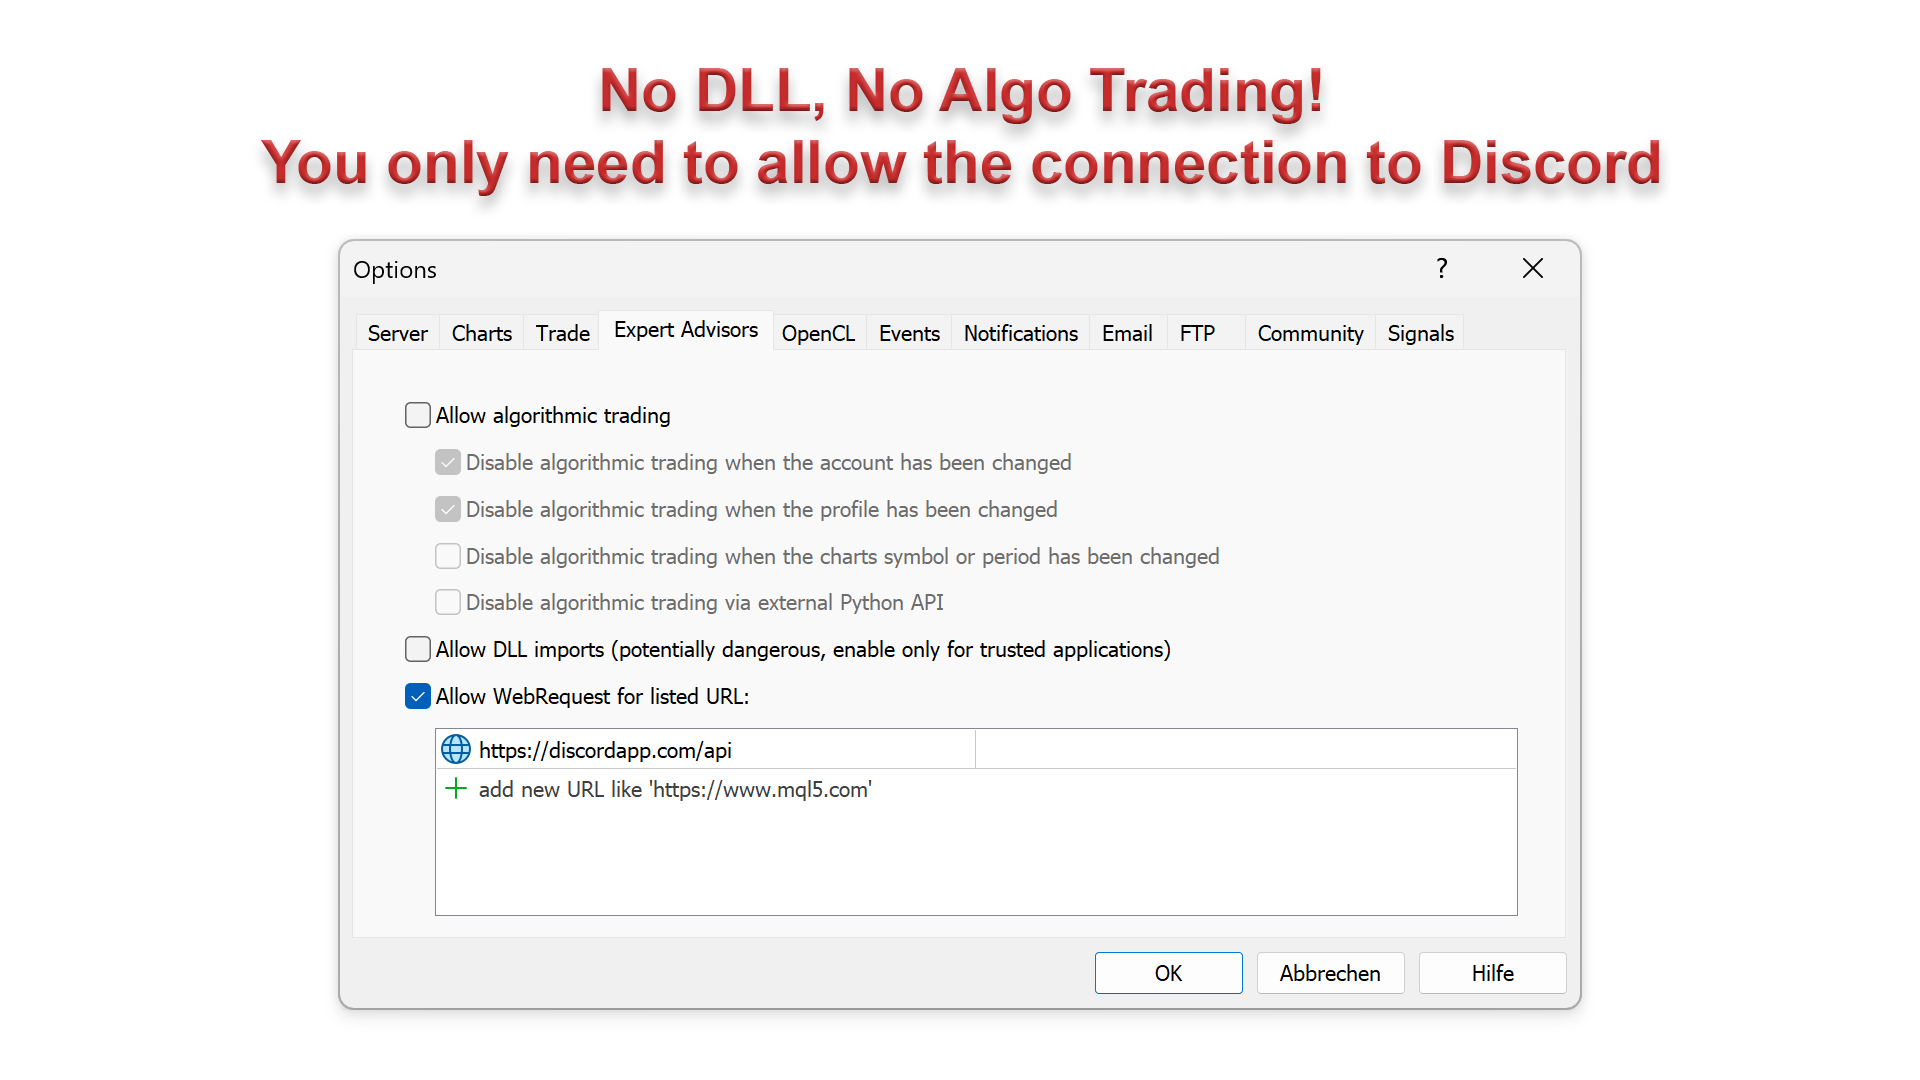 No DLL, No Algo Trading!
You only need to allow the connection to Discord
Options ?
Server Charts Trade Expert Advisors OpenCL Events Notifications Email FTP Community Signals
Allow algorithmic trading
Disable algorithmic trading when the account has been changed
Disable algorithmic trading when the profile has been changed
Disable algorithmic trading when the charts symbol or period has been changed
Disable algorithmic trading via external Python API
Allow DLL imports (potentially dangerous, enable only for trusted applications)
Allow WebRequest for listed URL:
https://discordapp.com/api
add new URL like 'https://www.mql5.com'
OK Abbrechen Hilfe